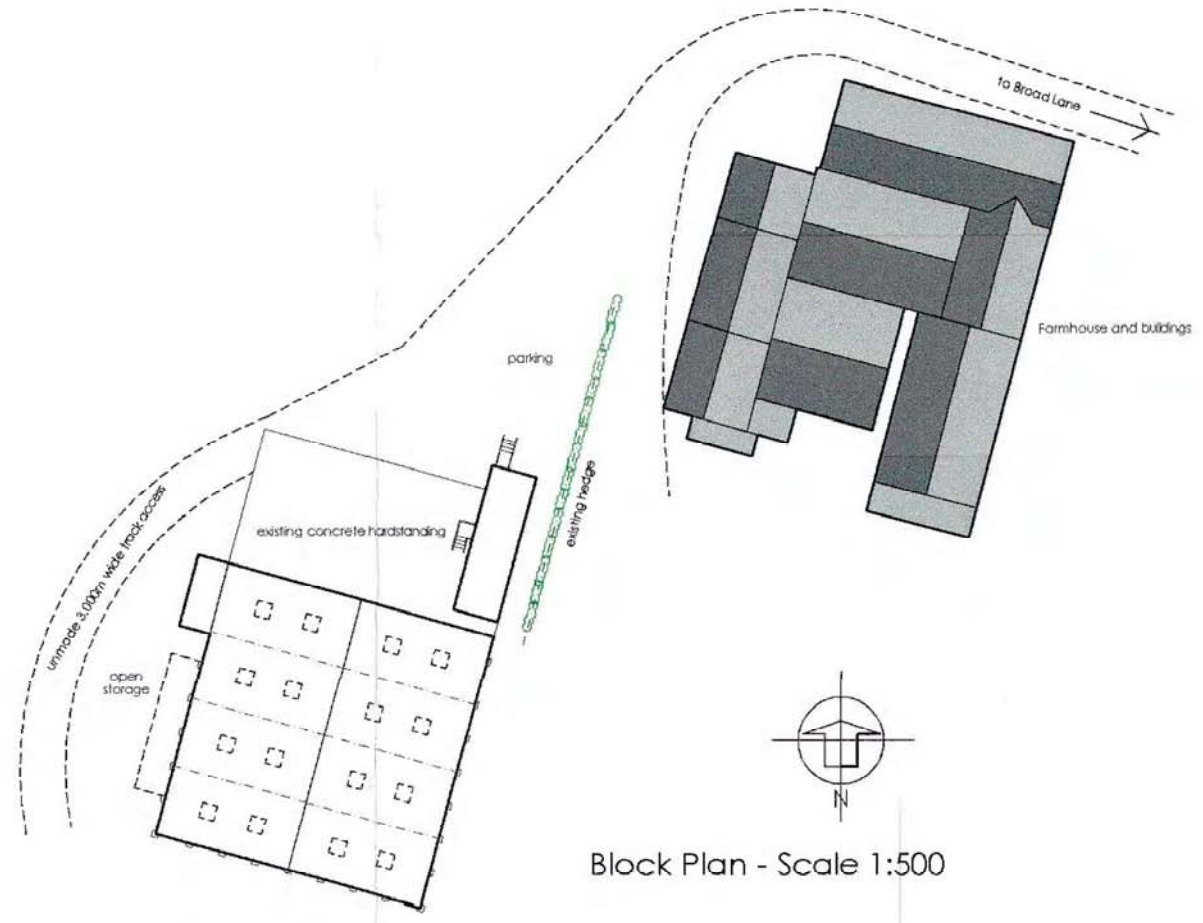 to Broad Lane
Farmhouse and buildings
parking
existing hedge
existing concrete hardstanding
unmade 3.000m wide track access
open
storage
N
Block Plan - Scale 1:500